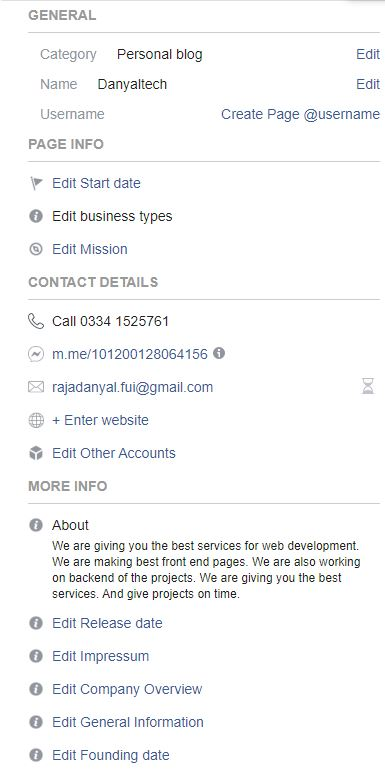 GENERAL
Category Personal blog Edit
Name Danyaltech Edit
Username Create Page @username
PAGE INFO
Edit Start date
Edit business types
Edit Mission
CONTACT DETAILS
Call 0334 1525761
m.me/101200128064156
rajadanyal.fui@gmail.com
+ Enter website
Edit Other Accounts
MORE INFO
About
We are giving you the best services for web development.
We are making best front end pages. We are also working
on backend of the projects. We are giving you the best
services. And give projects on time.
Edit Release date
Edit Impressum
Edit Company Overview
Edit General Information
Edit Founding date